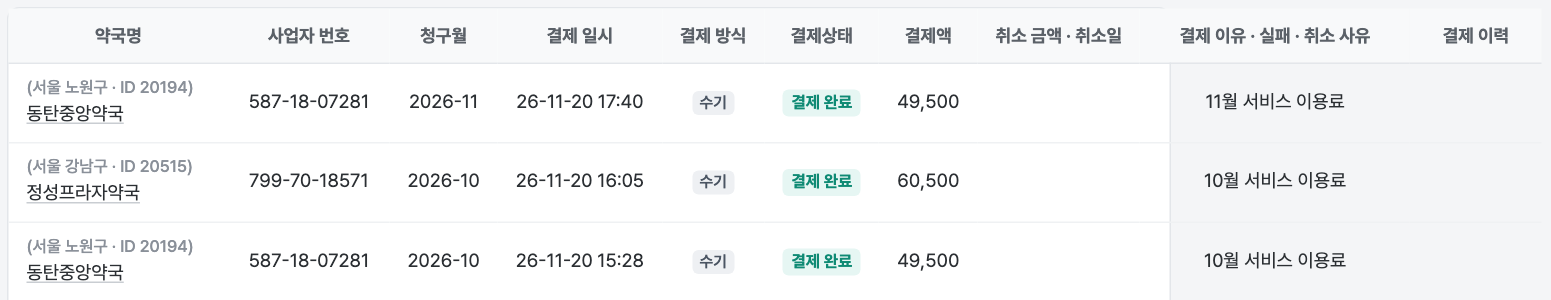 약국명 사업자 번호 청구월 결제 일시 결제 방식 결제상태 결제액 취소 금액 · 취소일 결제 이유 · 실패 · 취소 사유 결제 이력
(서울 노원구 · ID 20194)
동탄중앙약국 587-18-07281 2026-11 26-11-20 17:40 수기 결제 완료 49,500 11월 서비스 이용료
(서울 강남구 · ID 20515)
정성프라자약국 799-70-18571 2026-10 26-11-20 16:05 수기 결제 완료 60,500 10월 서비스 이용료
(서울 노원구 · ID 20194)
동탄중앙약국 587-18-07281 2026-10 26-11-20 15:28 수기 결제 완료 49,500 10월 서비스 이용료